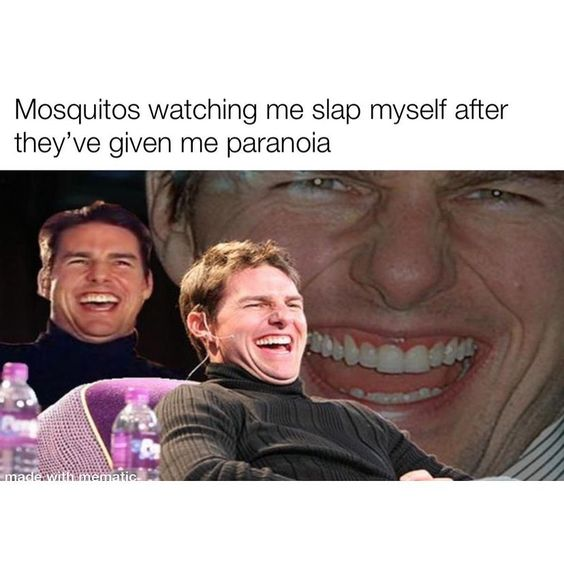 Mosquitos watching me slap myself after
they’ve given me paranoia
made with mematic